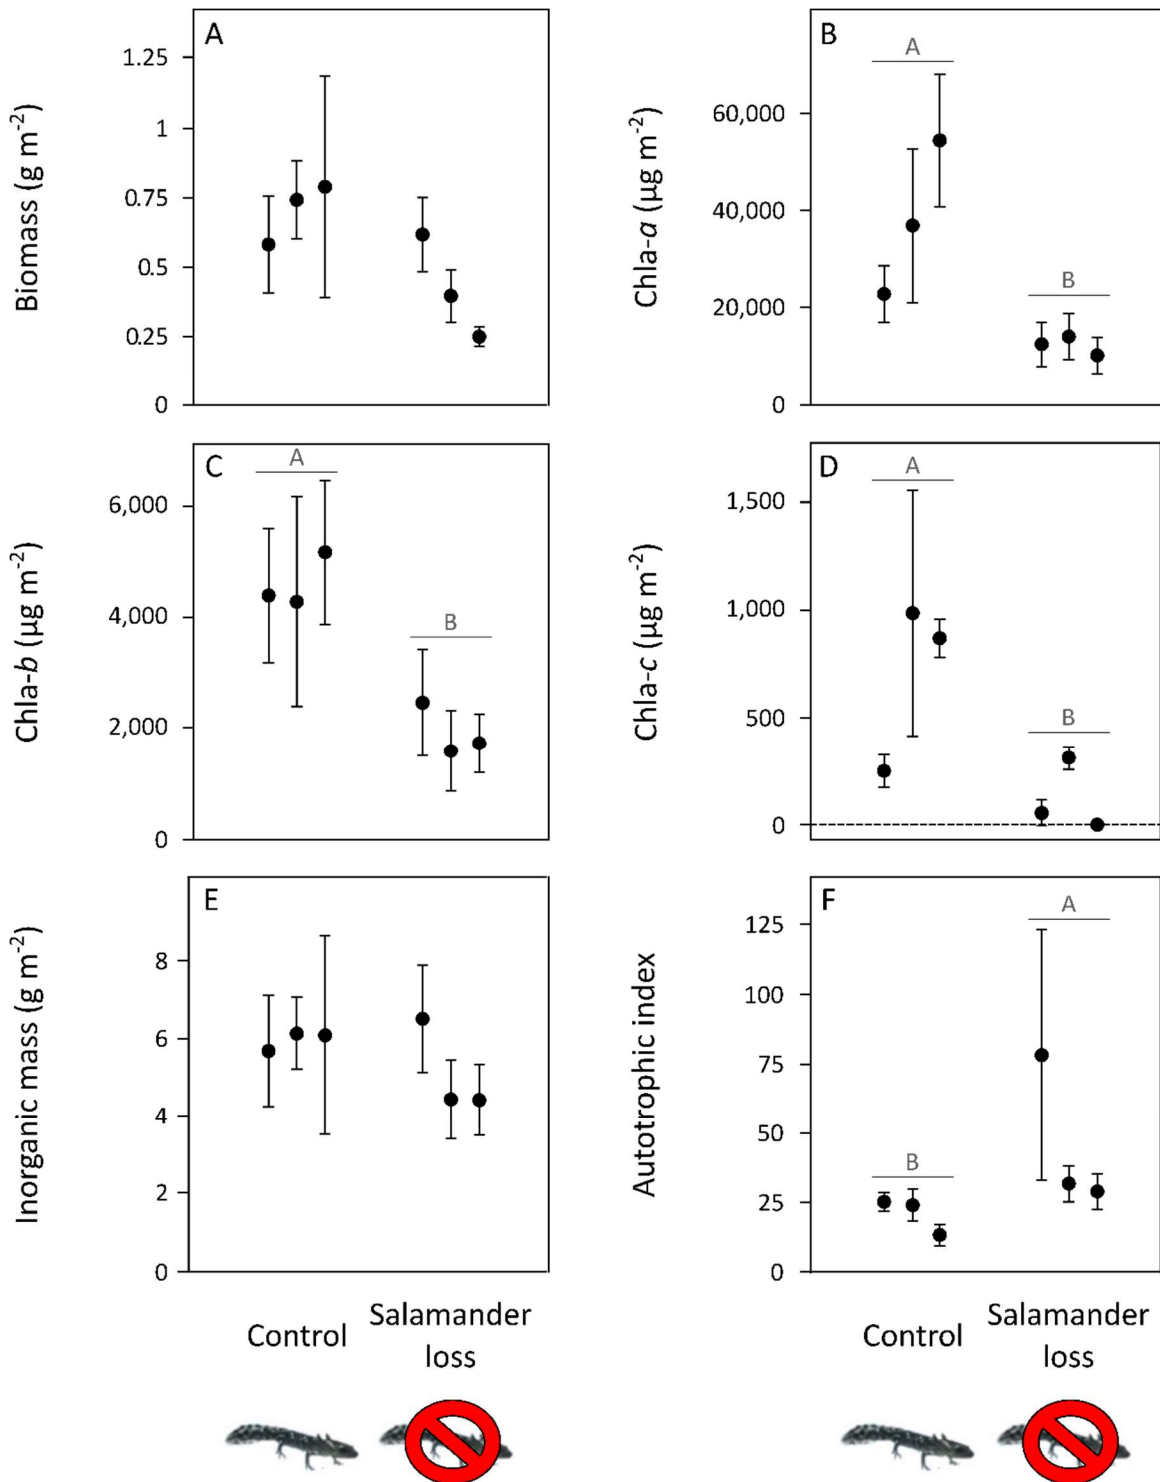 A
Biomass (g m-2)
1.25
1
0.75
0.5
0.25
0
B
Chla-a (µg m-2)
A
B
60,000
40,000
20,000
0
C
Chla-b (µg m-2)
A
B
6,000
4,000
2,000
0
D
Chla-c (µg m-2)
A
B
1,500
1,000
500
0
E
Inorganic mass (g m-2)
8
6
4
2
0
F
Autotrophic index
A
B
125
100
75
50
25
0
Control
Salamander
loss
Control
Salamander
loss